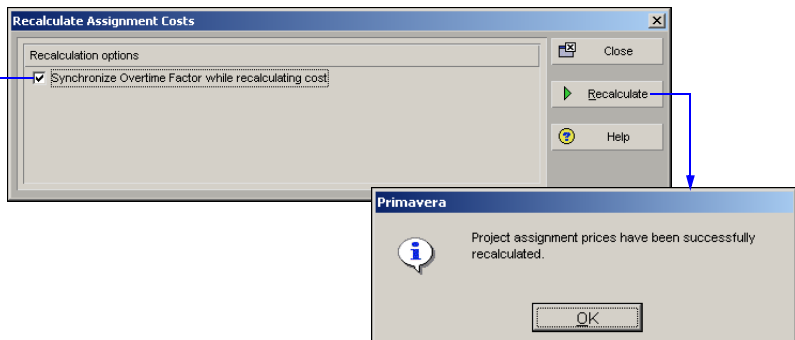 Recalculate Assignment Costs
Recalculation options
Synchronize Overtime Factor while recalculating cost
Close
Recalculate
Help
Primavera
Project assignment prices have been successfully
recalculated.
OK